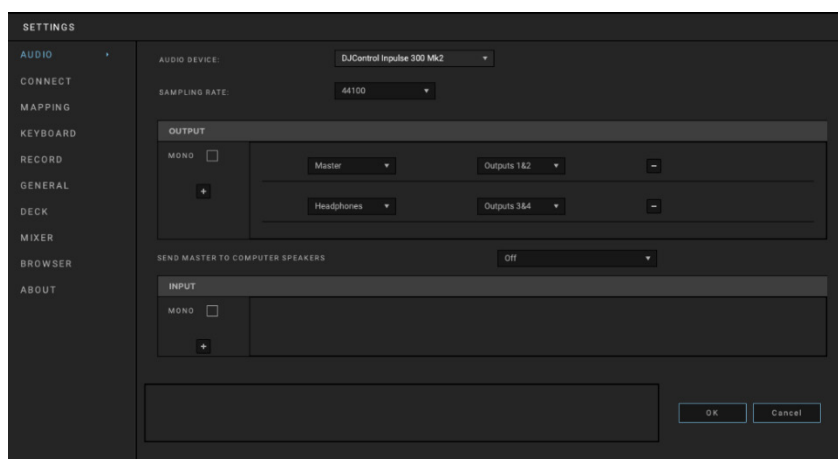 SETTINGS
AUDIO
CONNECT
MAPPING
KEYBOARD
RECORD
GENERAL
DECK
MIXER
BROWSER
ABOUT
AUDIO DEVICE: DJControl Inpulse 300 Mk2
SAMPLING RATE: 44100
OUTPUT
MONO
+
Master Outputs 1&2 −
Headphones Outputs 3&4 −
SEND MASTER TO COMPUTER SPEAKERS Off
INPUT
MONO
+
OK Cancel